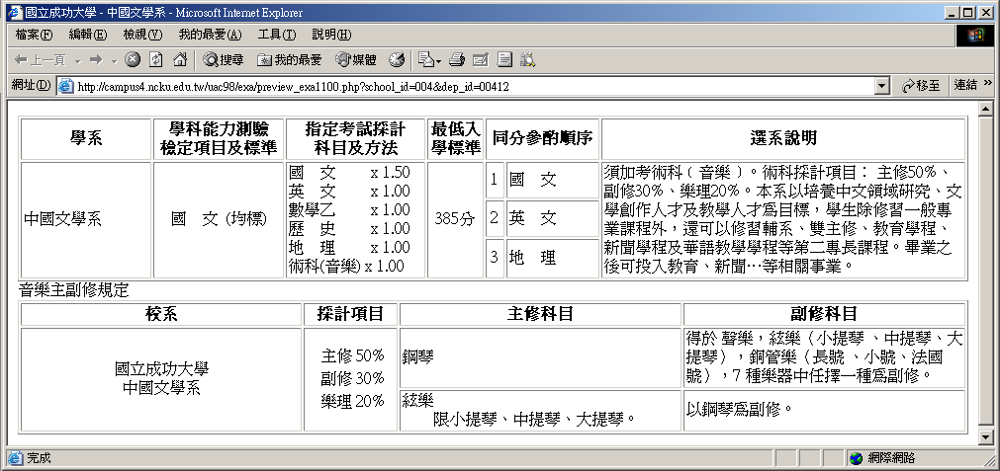 國立成功大學 - 中國文學系 - Microsoft Internet Explorer
檔案(F) 編輯(E) 檢視(V) 我的最愛(A) 工具(T) 說明(H)
上一頁 搜尋 我的最愛 媒體
網址(D) http://campus4.ncku.edu.tw/uac98/exa/preview_exa1100.php?school_id=004&dep_id=00412 移至 連結 »
學系
學科能力測驗
檢定項目及標準
指定考試採計
科目及方法
最低入
學標準
同分參酌順序
選系說明
中國文學系
國 文 (均標)
國 文 x 1.50
英 文 x 1.00
數學乙 x 1.00
歷 史 x 1.00
地 理 x 1.00
術科(音樂) x 1.00
385分
1 國 文
2 英 文
3 地 理
須加考術科﹙音樂﹚。術科採計項目： 主修50%、
副修30%、樂理20%。本系以培養中文領域研究、文
學創作人才及教學人才為目標，學生除修習一般專
業課程外，還可以修習輔系、雙主修、教育學程、
新聞學程及華語教學學程等第二專長課程。畢業之
後可投入教育、新聞…等相關事業。
音樂主副修規定
校系 採計項目 主修科目 副修科目
國立成功大學
中國文學系
主修 50%
副修 30%
樂理 20%
鋼琴
得於 聲樂，絃樂（小提琴 、中提琴、大
提琴），銅管樂（長號 、小號、法國
號），7 種樂器中任擇一種為副修。
絃樂
限小提琴、中提琴、大提琴。
以鋼琴為副修。
完成 網際網路